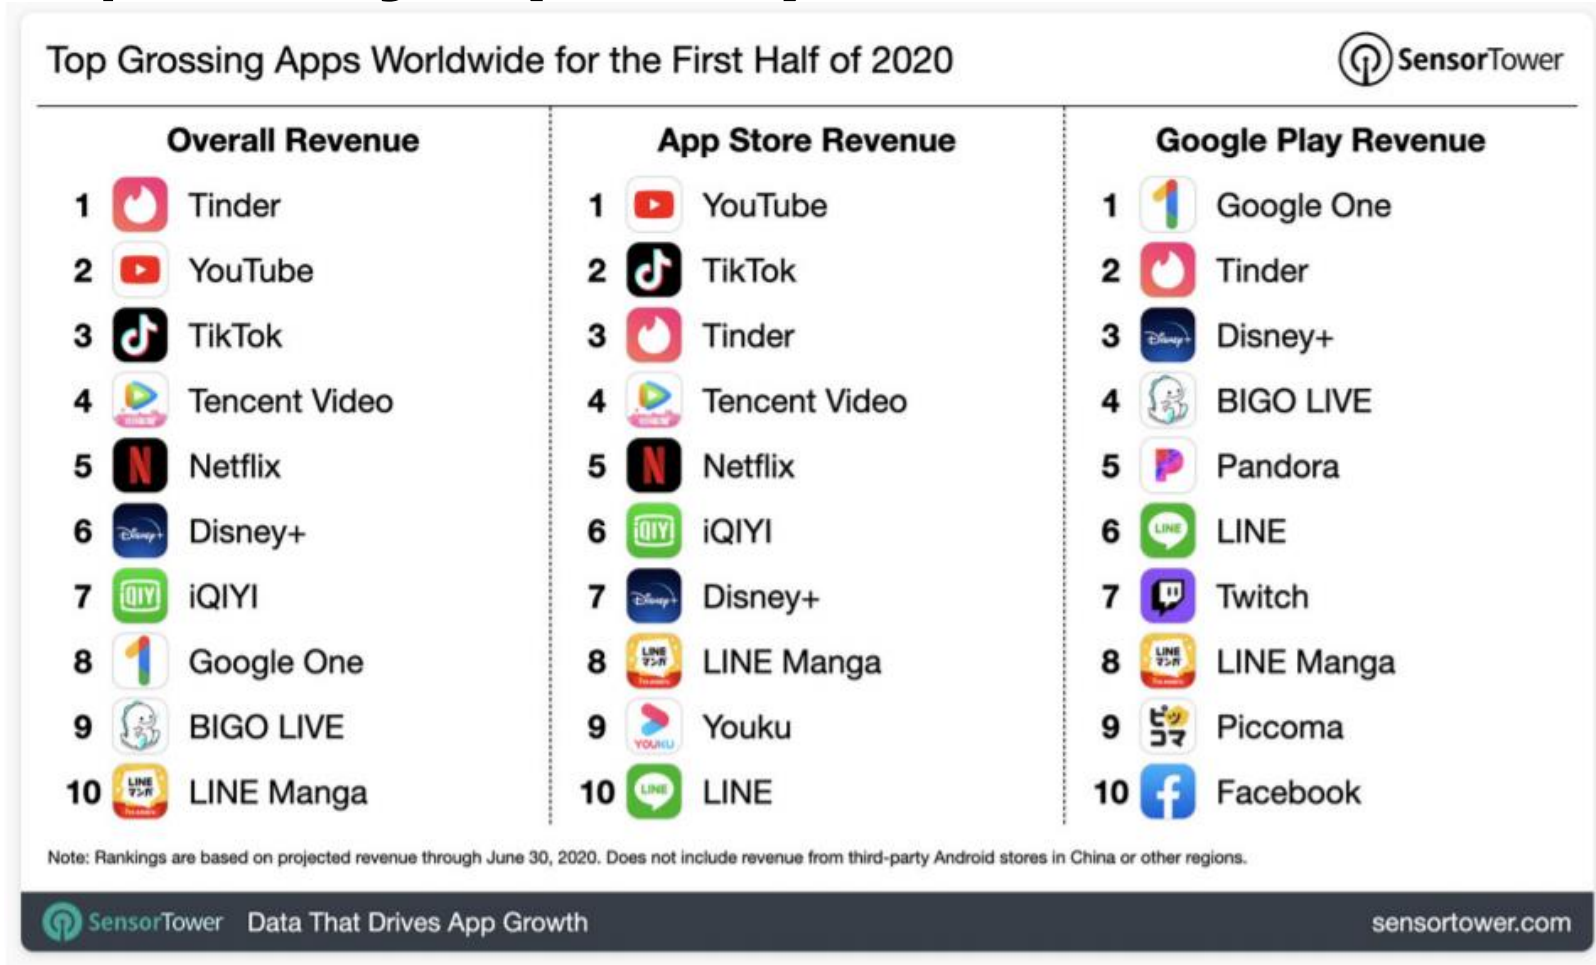 Top Grossing Apps Worldwide for the First Half of 2020
SensorTower
Overall Revenue
1 Tinder
2 YouTube
3 TikTok
4 Tencent Video
5 Netflix
6 Disney+
7 iQIYI
8 Google One
9 BIGO LIVE
10 LINE Manga
App Store Revenue
1 YouTube
2 TikTok
3 Tinder
4 Tencent Video
5 Netflix
6 iQIYI
7 Disney+
8 LINE Manga
9 Youku
10 LINE
Google Play Revenue
1 Google One
2 Tinder
3 Disney+
4 BIGO LIVE
5 Pandora
6 LINE
7 Twitch
8 LINE Manga
9 ピッコマ Piccoma
10 Facebook
Note: Rankings are based on projected revenue through June 30, 2020. Does not include revenue from third-party Android stores in China or other regions.
SensorTower Data That Drives App Growth
sensortower.com